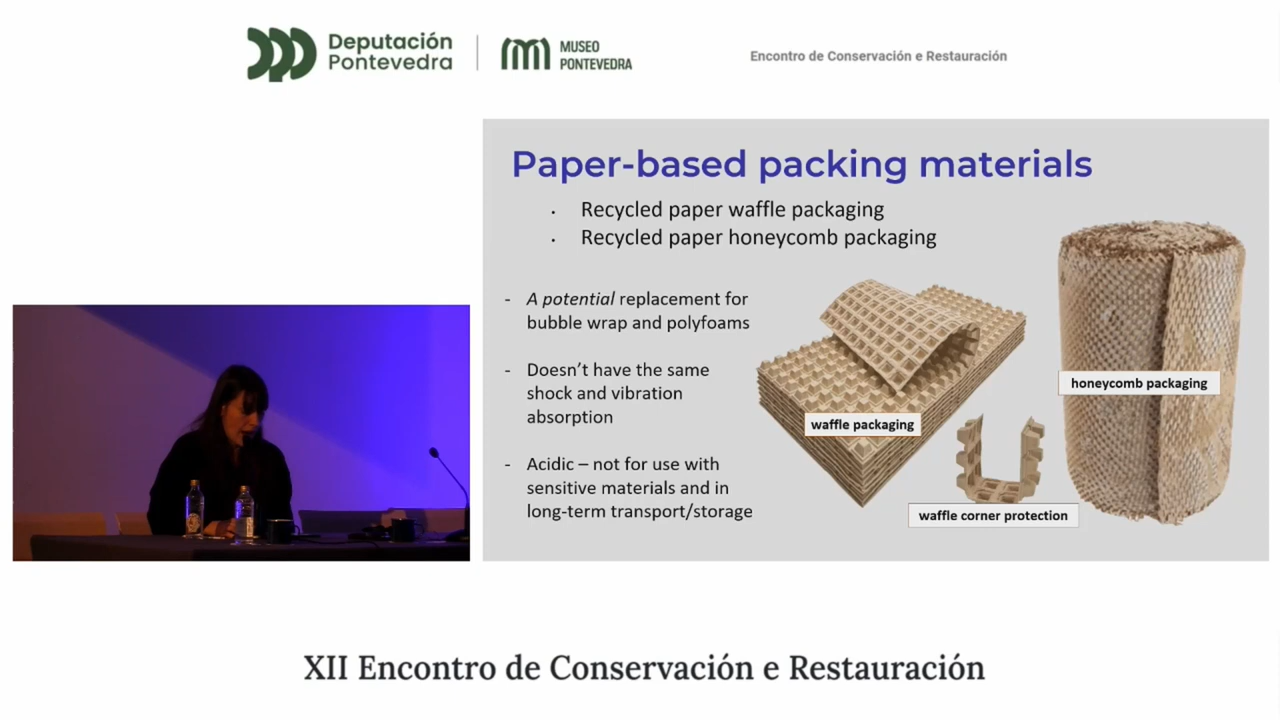 Deputación
Pontevedra
MUSEO
PONTEVEDRA
Encontro de Conservación e Restauración
Paper-based packing materials
· Recycled paper waffle packaging
· Recycled paper honeycomb packaging
- A potential replacement for
bubble wrap and polyfoams
- Doesn't have the same
shock and vibration
absorption
- Acidic – not for use with
sensitive materials and in
long-term transport/storage
waffle packaging
honeycomb packaging
waffle corner protection
XII Encontro de Conservación e Restauración